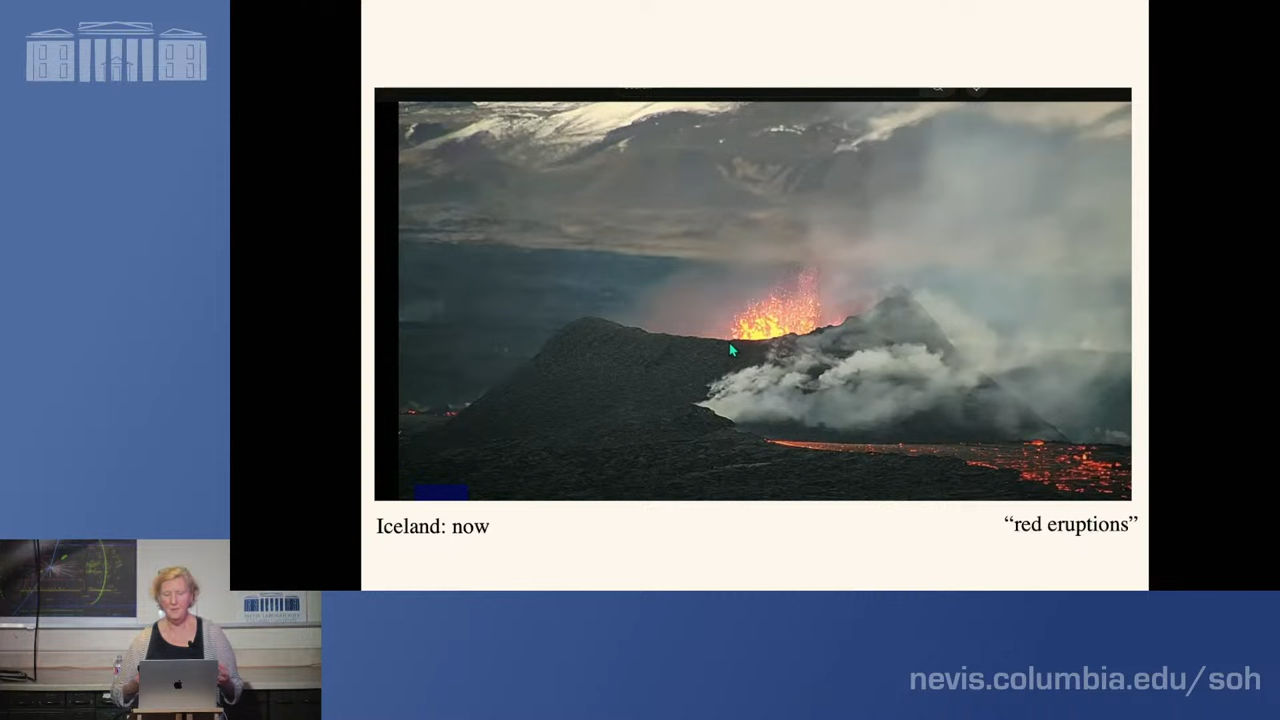 Iceland: now
“red eruptions”
nevis.columbia.edu/soh